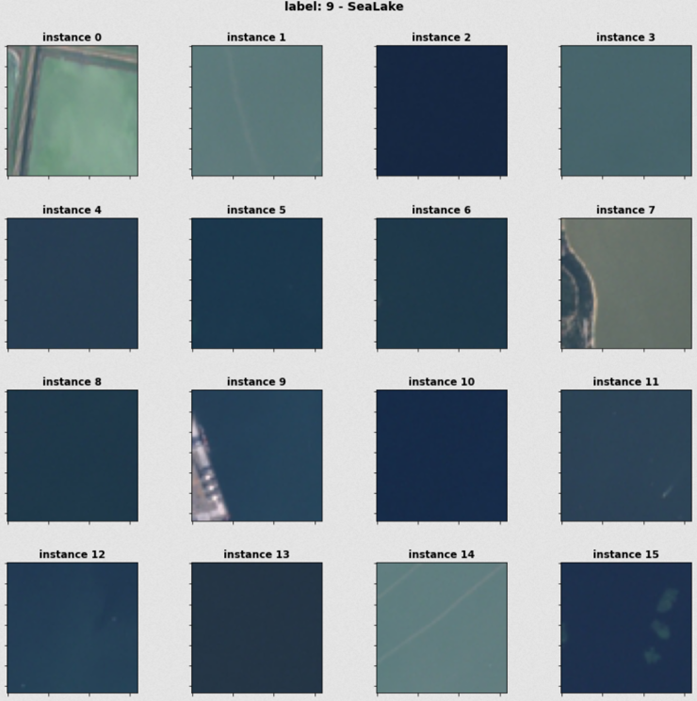 label: 9 - SeaLake
instance 0
instance 1
instance 2
instance 3
instance 4
instance 5
instance 6
instance 7
instance 8
instance 9
instance 10
instance 11
instance 12
instance 13
instance 14
instance 15